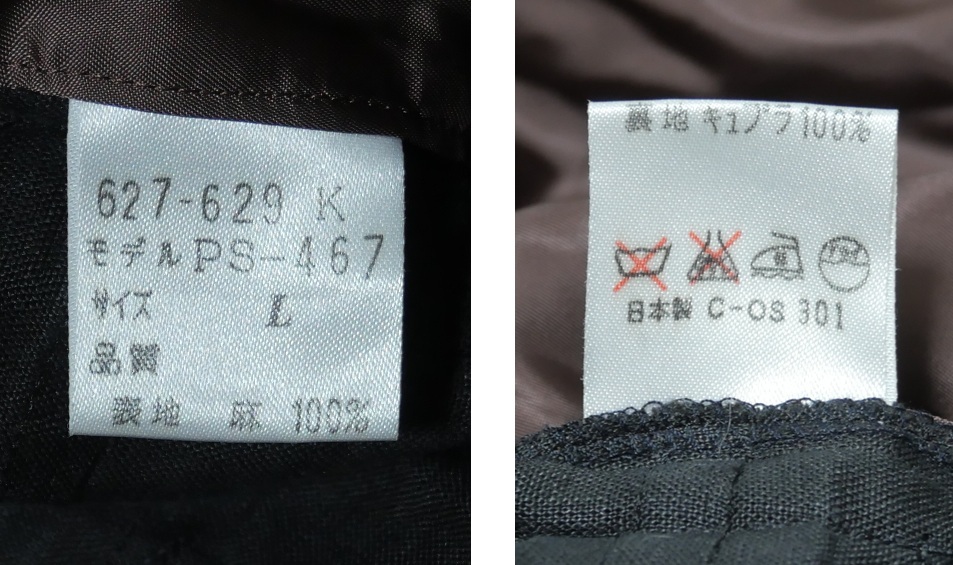 627-629 K
モデルPS-467
サイズ L
品質
表地 麻 100%
裏地 キュプラ100%
日本製 C-OS 301